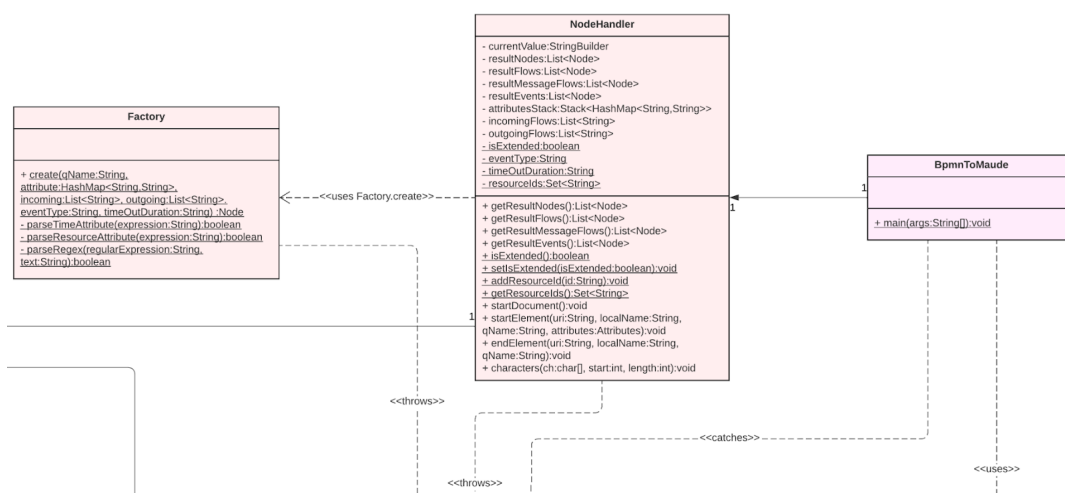 NodeHandler
- currentValue:StringBuilder
- resultNodes:List<Node>
- resultFlows:List<Node>
- resultMessageFlows:List<Node>
- resultEvents:List<Node>
- attributesStack:Stack<HashMap<String,String>>
- incomingFlows:List<String>
- outgoingFlows:List<String>
- isExtended:boolean
- eventType:String
- timeOutDuration:String
- resourceIds:Set<String>
+ getResultNodes():List<Node>
+ getResultFlows():List<Node>
+ getResultMessageFlows():List<Node>
+ getResultEvents():List<Node>
+ isExtended():boolean
+ setIsExtended(isExtended:boolean):void
+ addResourceId(id:String):void
+ getResourceIds():Set<String>
+ startDocument():void
+ startElement(uri:String, localName:String,
qName:String, attributes:Attributes):void
+ endElement(uri:String, localName:String,
qName:String):void
+ characters(ch:char[], start:int, length:int):void
Factory
+ create(qName:String,
attribute:HashMap<String,String>,
incoming:List<String>, outgoing:List<String>,
eventType:String, timeOutDuration:String) :Node
- parseTimeAttribute(expression:String):boolean
- parseResourceAttribute(expression:String):boolean
- parseRegex(regularExpression:String,
text:String):boolean
<<uses Factory.create>>
BpmnToMaude
+ main(args:String[]):void
1
1
1
<<throws>>
<<catches>>
<<uses>>
<<throws>>